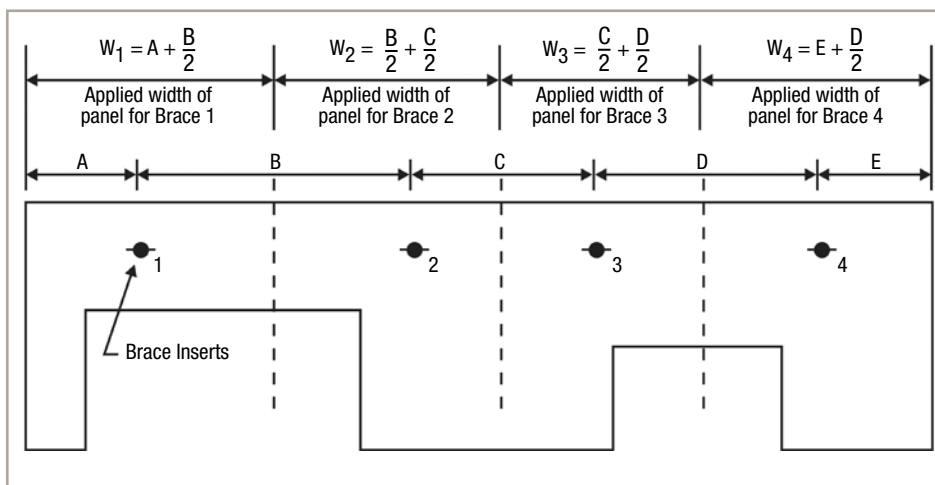 W1 = A + B/2
W2 = B/2 + C/2
W3 = C/2 + D/2
W4 = E + D/2
Applied width of
panel for Brace 1
Applied width of
panel for Brace 2
Applied width of
panel for Brace 3
Applied width of
panel for Brace 4
A
B
C
D
E
1
2
3
4
Brace Inserts